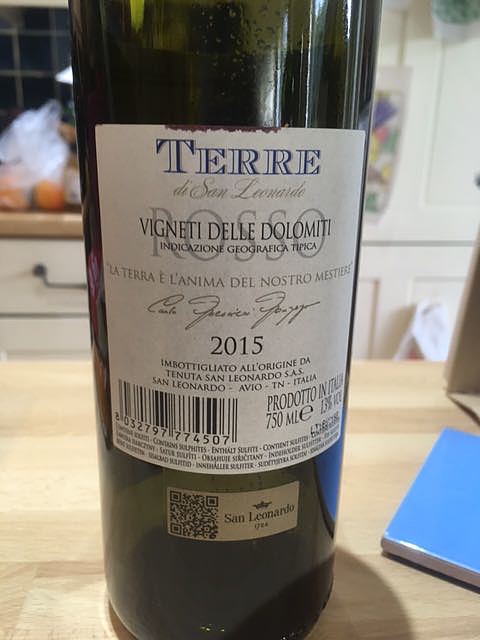 TERRE
di San Leonardo
ROSSO
VIGNETI DELLE DOLOMITI
INDICAZIONE GEOGRAFICA TIPICA
"LA TERRA È L'ANIMA DEL NOSTRO MESTIERE"
2015
IMBOTTIGLIATO ALL'ORIGINE DA
TENUTA SAN LEONARDO S.A.S.
SAN LEONARDO - AVIO - TN - ITALIA
PRODOTTO IN ITALIA
750 ML e 13% VOL
8 032797 774507
CONTAINS SULPHITES - ENTHÄLT SULFITE - CONTIENT SULFITES
San Leonardo
1724